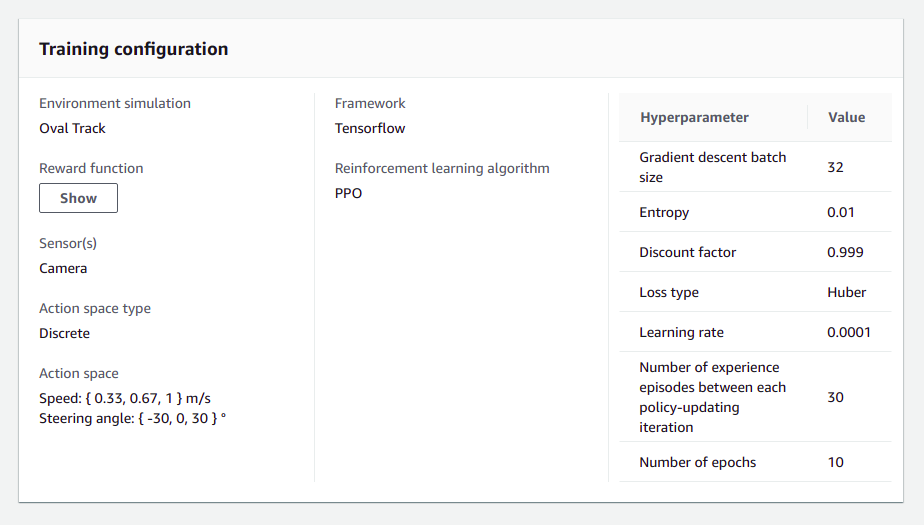 Training configuration
Environment simulation
Oval Track
Reward function
Show
Sensor(s)
Camera
Action space type
Discrete
Action space
Speed: { 0.33, 0.67, 1 } m/s
Steering angle: { -30, 0, 30 } °
Framework
Tensorflow
Reinforcement learning algorithm
PPO
Hyperparameter Value
Gradient descent batch
size
32
Entropy 0.01
Discount factor 0.999
Loss type Huber
Learning rate 0.0001
Number of experience
episodes between each
policy-updating
iteration
30
Number of epochs 10